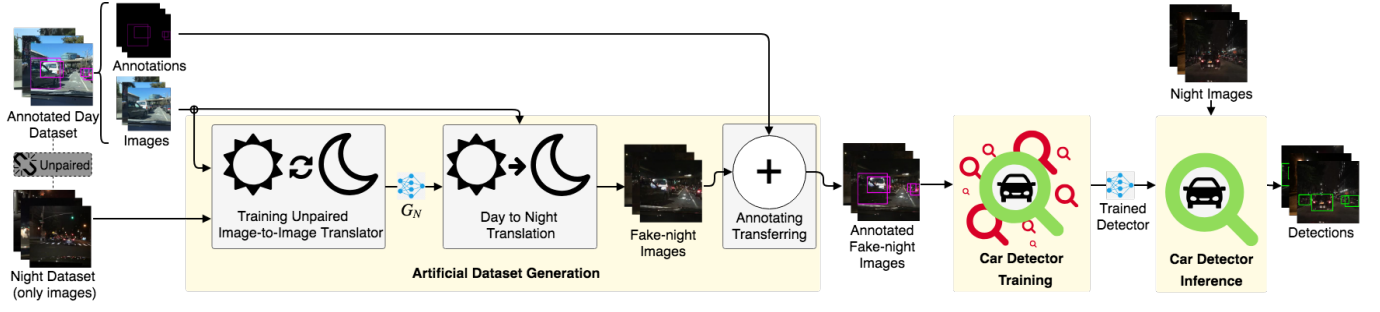 Annotations
Annotated Day
Dataset
Images
Unpaired
Night Dataset
(only images)
Training Unpaired
Image-to-Image Translator
G_N
Day to Night
Translation
Fake-night
Images
Annotating
Transferring
Artificial Dataset Generation
Annotated
Fake-night
Images
Car Detector
Training
Trained
Detector
Night Images
Car Detector
Inference
Detections